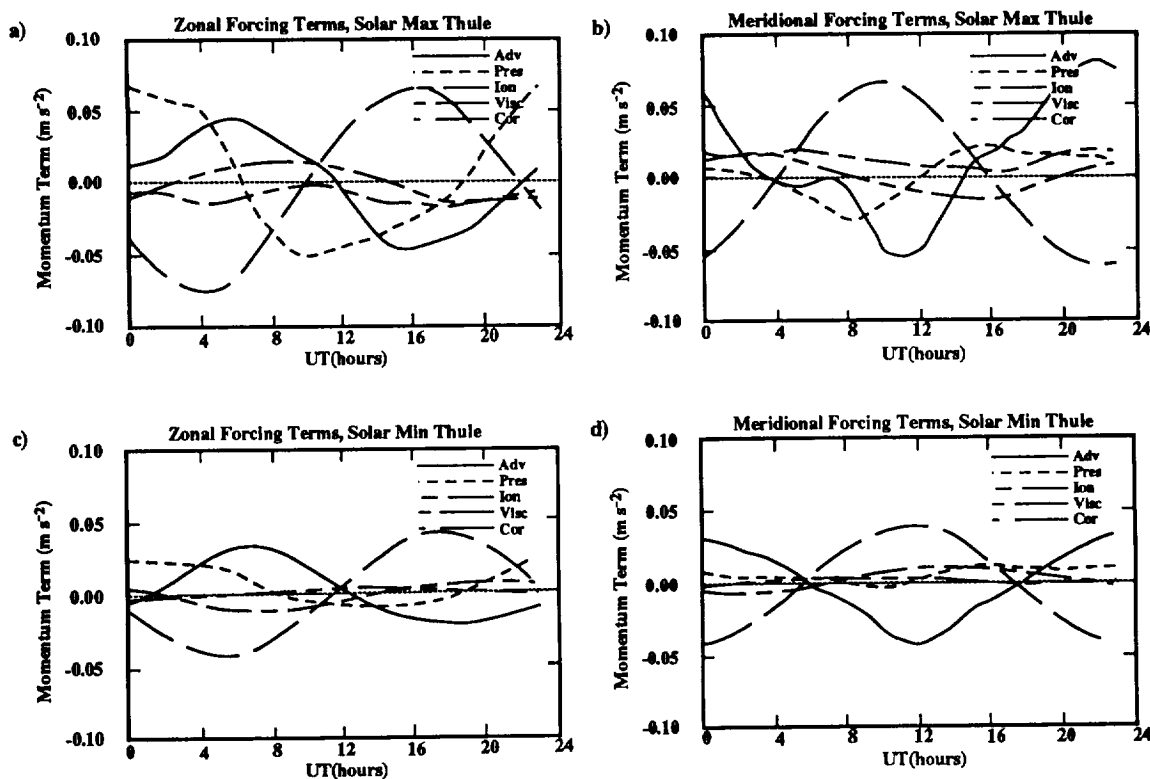 a)
Zonal Forcing Terms, Solar Max Thule
Momentum Term (m s⁻²)
0.10
0.05
0.00
-0.05
-0.10
Adv
Pres
Ion
Visc
Cor
0 4 8 12 16 20 24
UT(hours)
b)
Meridional Forcing Terms, Solar Max Thule
Momentum Term (m s⁻²)
0.10
0.05
0.00
-0.05
-0.10
Adv
Pres
Ion
Visc
Cor
0 4 8 12 16 20 24
UT(hours)
c)
Zonal Forcing Terms, Solar Min Thule
Momentum Term (m s⁻²)
0.10
0.05
0.00
-0.05
-0.10
Adv
Pres
Ion
Visc
Cor
0 4 8 12 16 20 24
UT(hours)
d)
Meridional Forcing Terms, Solar Min Thule
Momentum Term (m s⁻²)
0.10
0.05
0.00
-0.05
-0.10
Adv
Pres
Ion
Visc
Cor
0 4 8 12 16 20 24
UT(hours)